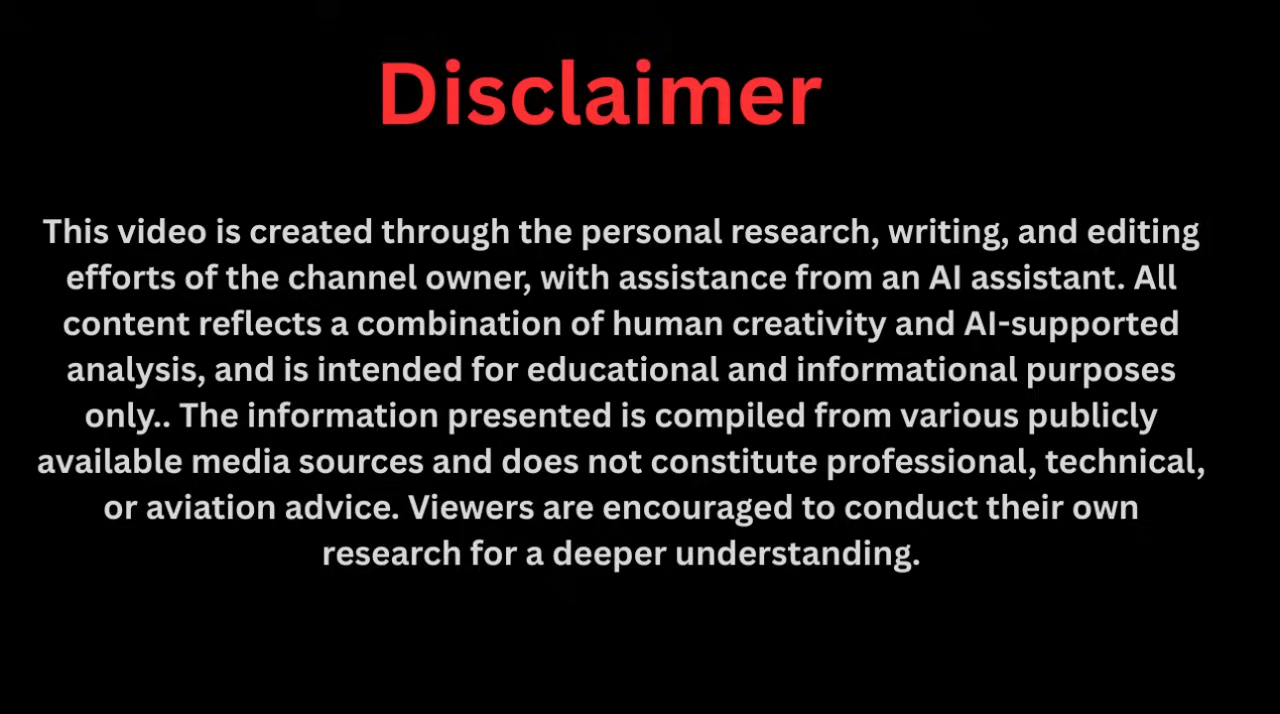 Disclaimer
This video is created through the personal research, writing, and editing
efforts of the channel owner, with assistance from an AI assistant. All
content reflects a combination of human creativity and AI-supported
analysis, and is intended for educational and informational purposes
only.. The information presented is compiled from various publicly
available media sources and does not constitute professional, technical,
or aviation advice. Viewers are encouraged to conduct their own
research for a deeper understanding.